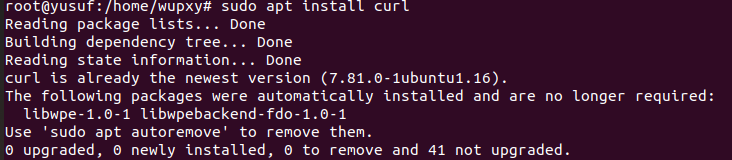 root@yusuf:/home/wupxy# sudo apt install curl
Reading package lists... Done
Building dependency tree... Done
Reading state information... Done
curl is already the newest version (7.81.0-1ubuntu1.16).
The following packages were automatically installed and are no longer required:
  libwpe-1.0-1 libwpebackend-fdo-1.0-1
Use 'sudo apt autoremove' to remove them.
0 upgraded, 0 newly installed, 0 to remove and 41 not upgraded.